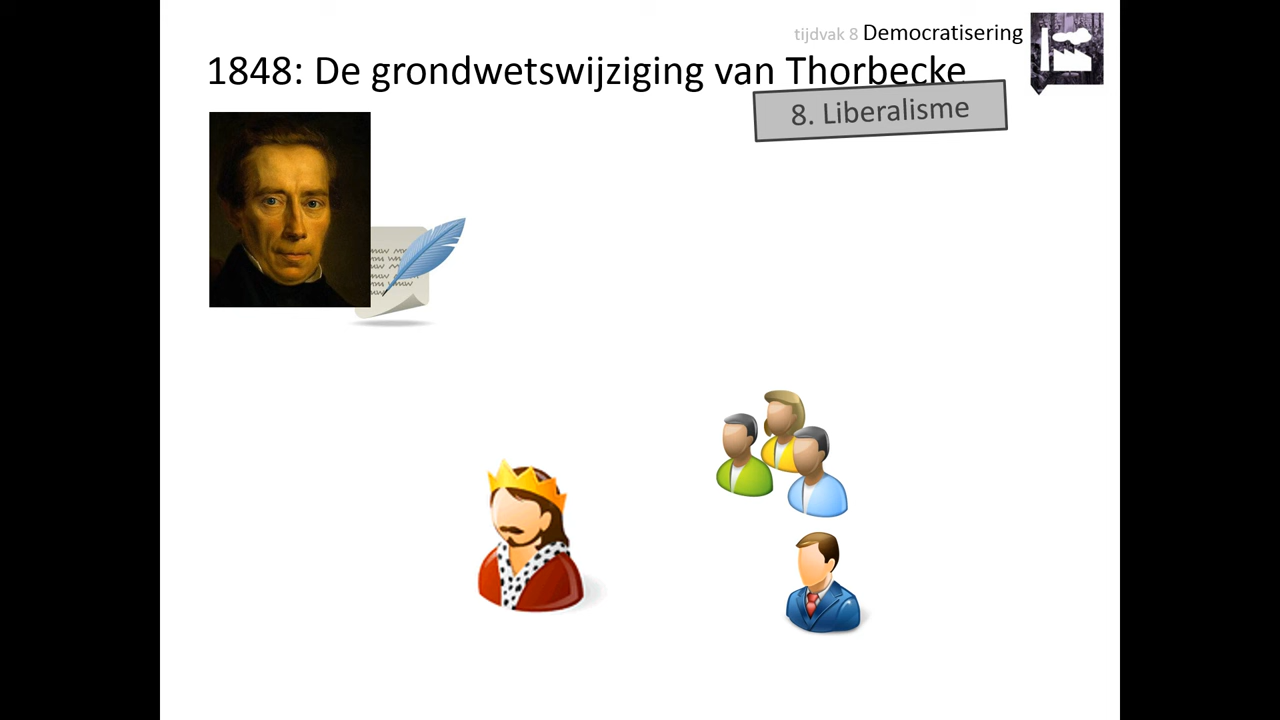 tijdvak 8 Democratisering
1848: De grondwetswijziging van Thorbecke
8. Liberalisme